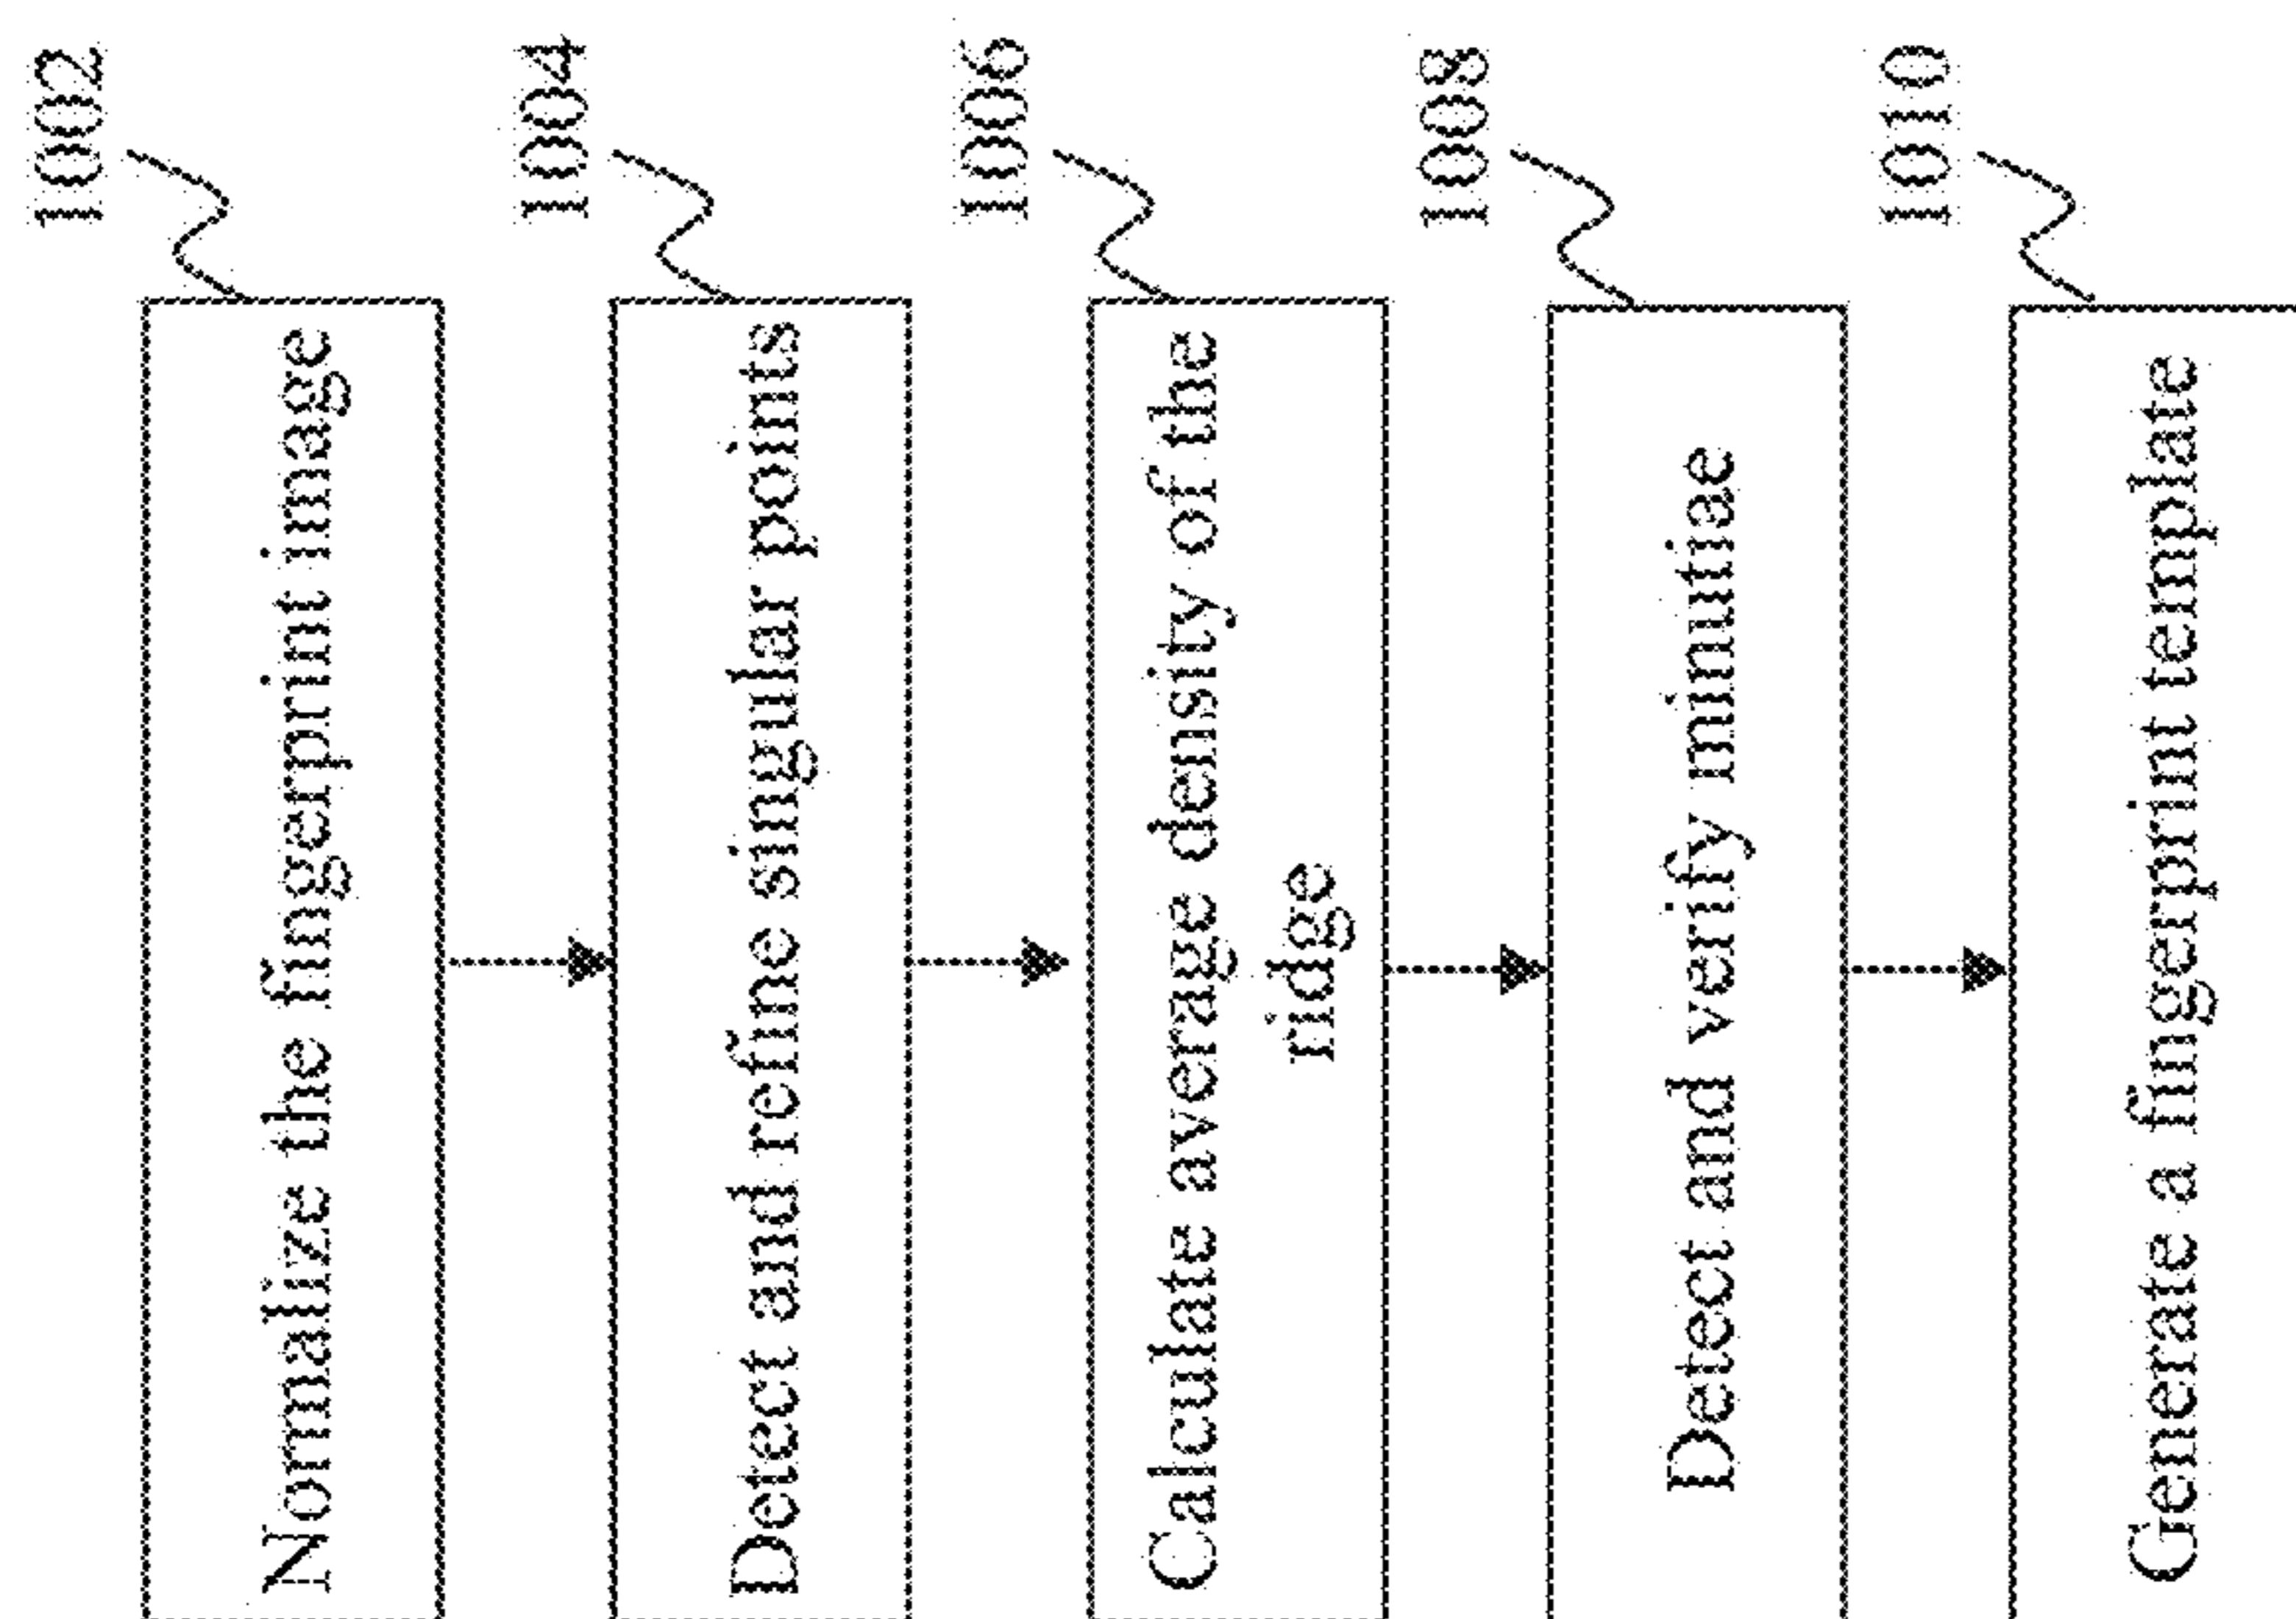 1002
Normalize the fingerprint image
1004
Detect and refine singular points
1006
Calculate average density of the
ridge
1008
Detect and verify minutiae
1010
Generate a fingerprint template